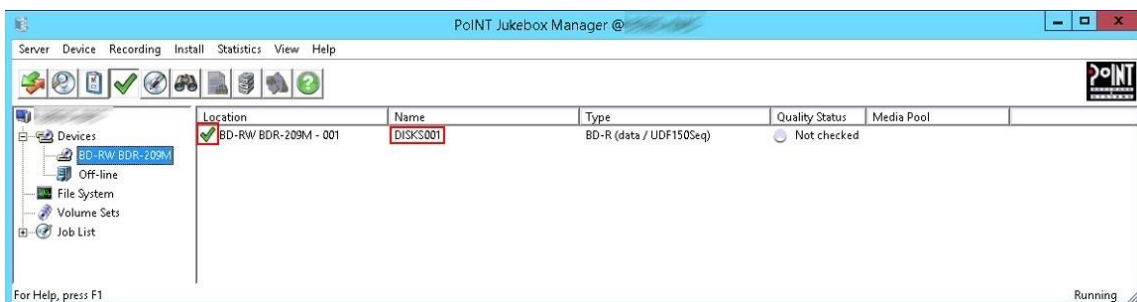 PoINT Jukebox Manager @
Server Device Recording Install Statistics View Help
PoINT
Location Name Type Quality Status Media Pool
BD-RW BDR-209M - 001 DISKS001 BD-R (data / UDF150Seq) Not checked
Devices
BD-RW BDR-209M
Off-line
File System
Volume Sets
Job List
For Help, press F1 Running